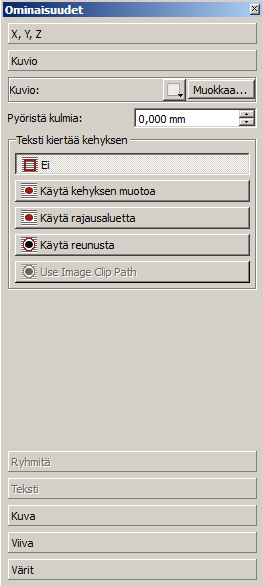 Ominaisuudet
X, Y, Z
Kuvio
Kuvio:
Muokkaa...
Pyöristä kulmia:
0,000 mm
Teksti kiertää kehyksen
Ei
Käytä kehyksen muotoa
Käytä rajausaluetta
Käytä reunusta
Use Image Clip Path
Ryhmitä
Teksti
Kuva
Viiva
Värit